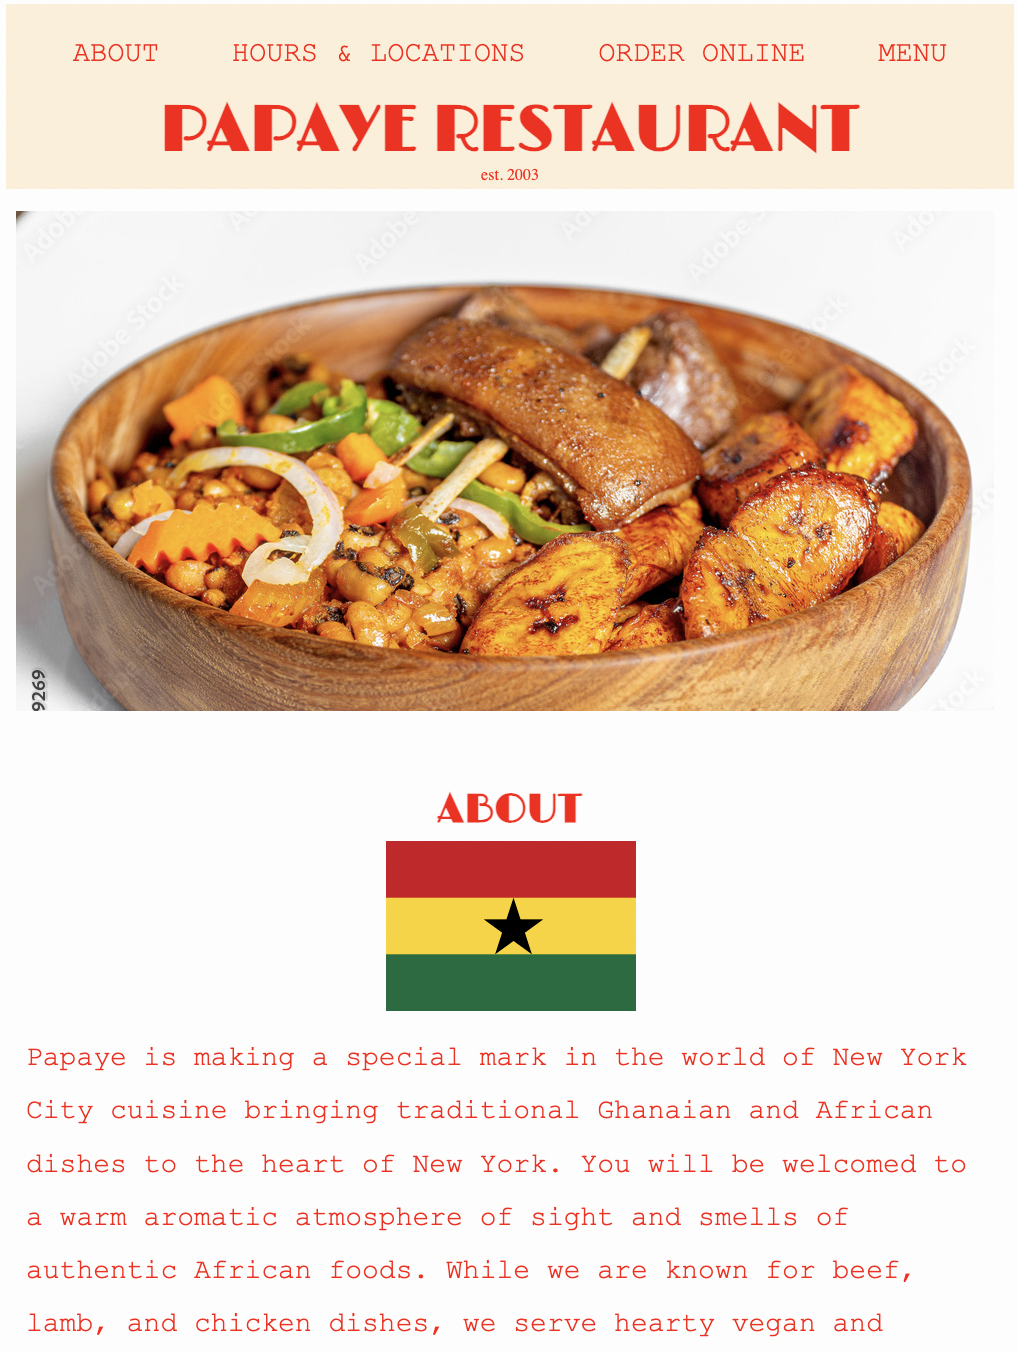 ABOUT HOURS & LOCATIONS ORDER ONLINE MENU
PAPAYE RESTAURANT
est. 2003
Adobe Stock
9269
ABOUT
Papaye is making a special mark in the world of New York
City cuisine bringing traditional Ghanaian and African
dishes to the heart of New York. You will be welcomed to
a warm aromatic atmosphere of sight and smells of
authentic African foods. While we are known for beef,
lamb, and chicken dishes, we serve hearty vegan and